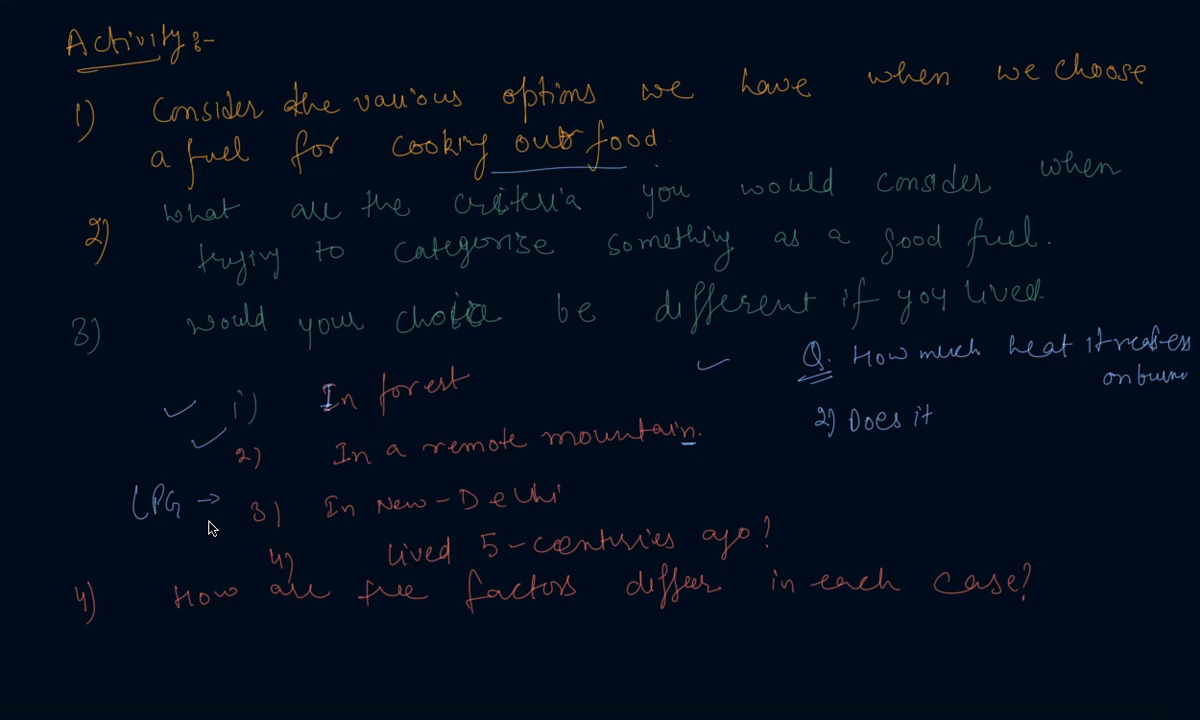 Activity:-
1) Consider the various options we have when we choose
a fuel for cooking our food.
2) What are the criteria you would consider when
trying to categorise something as a good fuel.
3) Would your choice be different if you lived
Q. How much heat it
on
i) In forest
2) Does it
2) In a remote mountain.
LPG → 3) In New-Delhi
4) lived 5-centuries ago?
4) How are free factors differ in each case?